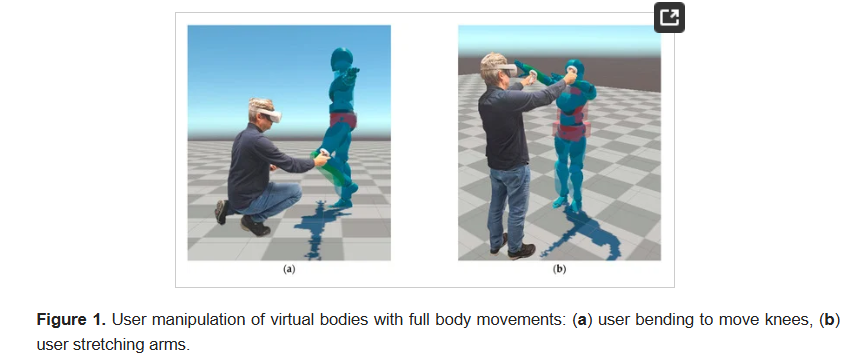 (a)
(b)
Figure 1. User manipulation of virtual bodies with full body movements: (a) user bending to move knees, (b)
user stretching arms.